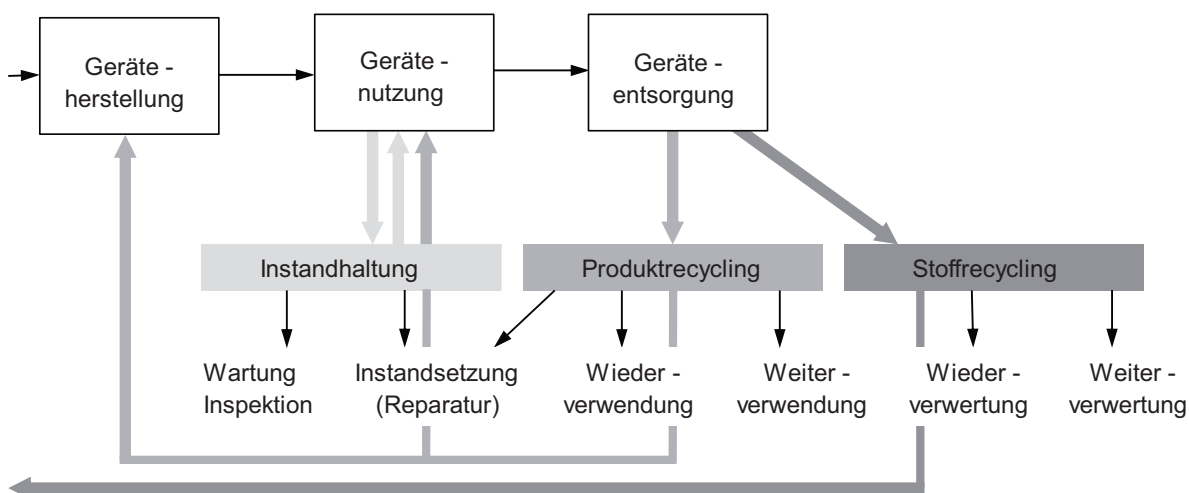 Geräte -
herstellung
Geräte -
nutzung
Geräte -
entsorgung
Instandhaltung
Produktrecycling
Stoffrecycling
Wartung
Inspektion
Instandsetzung
(Reparatur)
Wieder -
verwendung
Weiter -
verwendung
Wieder -
verwertung
Weiter -
verwertung